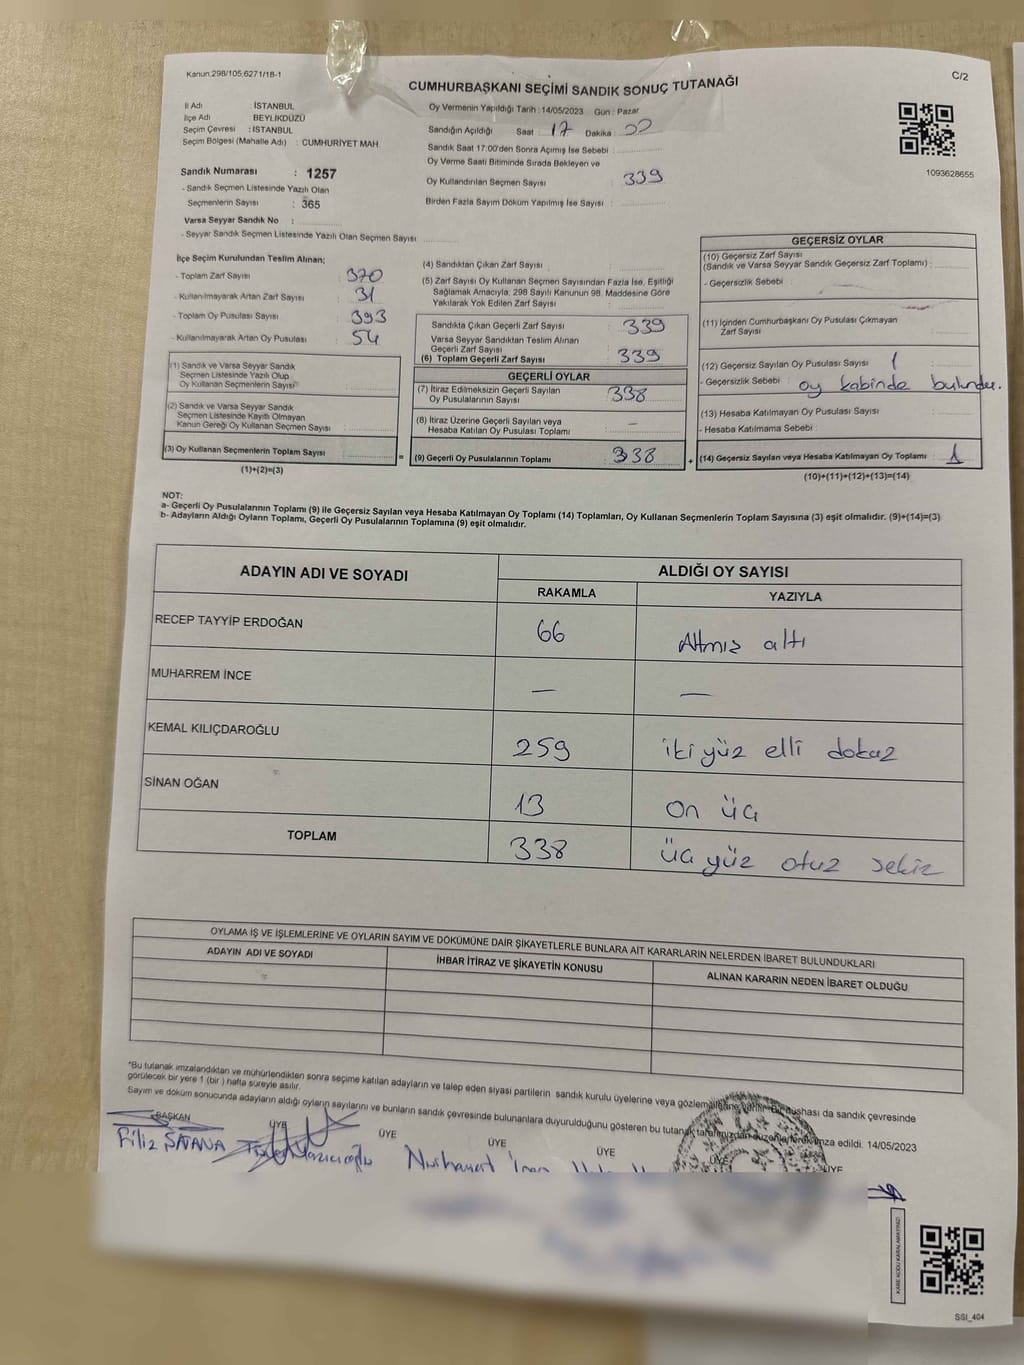 Kanun:298/105;6271/18-1
C/2
CUMHURBAŞKANI SEÇİMİ SANDIK SONUÇ TUTANAĞI
İl Adı İSTANBUL
İlçe Adı BEYLİKDÜZÜ
Seçim Çevresi : İSTANBUL
Seçim Bölgesi (Mahalle Adı) : CUMHURİYET MAH.
Sandık Numarası : 1257
- Sandık Seçmen Listesinde Yazılı Olan
Seçmenlerin Sayısı : 365
Varsa Seyyar Sandık No :
- Seyyar Sandık Seçmen Listesinde Yazılı Olan Seçmen Sayısı
Oy Vermenin Yapıldığı Tarih : 14/05/2023 Gün : Pazar
Sandığın Açıldığı Saat 17 Dakika : 00
Sandık Saat 17:00'den Sonra Açılmış İse Sebebi :
Oy Verme Saati Bitiminde Sırada Bekleyen ve
Oy Kullandırılan Seçmen Sayısı : 339
Birden Fazla Sayım Döküm Yapılmış İse Sayısı :
1093628655
İlçe Seçim Kurulundan Teslim Alınan;
- Toplam Zarf Sayısı : 370
- Kullanılmayarak Artan Zarf Sayısı : 31
- Toplam Oy Pusulası Sayısı : 393
- Kullanılmayarak Artan Oy Pusulası : 54
(1) Sandık ve Varsa Seyyar Sandık
Seçmen Listesinde Yazılı Olup
Oy Kullanan Seçmenlerin Sayısı
(2) Sandık ve Varsa Seyyar Sandık
Seçmen Listesinde Kayıtlı Olmayan
Kanun Gereği Oy Kullanan Seçmen Sayısı
(3) Oy Kullanan Seçmenlerin Toplam Sayısı =
(1)+(2)=(3)
(4) Sandıktan Çıkan Zarf Sayısı :
(5) Zarf Sayısı Oy Kullanan Seçmen Sayısından Fazla İse, Eşitliği
Sağlamak Amacıyla, 298 Sayılı Kanunun 98. Maddesine Göre
Yakılarak Yok Edilen Zarf Sayısı :
Sandıkta Çıkan Geçerli Zarf Sayısı : 339
Varsa Seyyar Sandıktan Teslim Alınan
Geçerli Zarf Sayısı :
(6) Toplam Geçerli Zarf Sayısı : 339
GEÇERLİ OYLAR
(7) İtiraz Edilmeksizin Geçerli Sayılan
Oy Pusulalarının Sayısı : 338
(8) İtiraz Üzerine Geçerli Sayılan veya
Hesaba Katılan Oy Pusulası Toplamı : —
(9) Geçerli Oy Pusulalarının Toplamı : 338 +
GEÇERSİZ OYLAR
(10) Geçersiz Zarf Sayısı
(Sandık ve Varsa Seyyar Sandık Geçersiz Zarf Toplamı) :
- Geçersizlik Sebebi :
(11) İçinden Cumhurbaşkanı Oy Pusulası Çıkmayan
Zarf Sayısı :
(12) Geçersiz Sayılan Oy Pusulası Sayısı : 1
- Geçersizlik Sebebi : oy kabinde bulundu.
(13) Hesaba Katılmayan Oy Pusulası Sayısı :
- Hesaba Katılmama Sebebi :
(14) Geçersiz Sayılan veya Hesaba Katılmayan Oy Toplamı : 1
(10)+(11)+(12)+(13)=(14)
NOT:
a- Geçerli Oy Pusulalarının Toplamı (9) ile Geçersiz Sayılan veya Hesaba Katılmayan Oy Toplamı (14) Toplamları, Oy Kullanan Seçmenlerin Toplam Sayısına (3) eşit olmalıdır. (9)+(14)=(3)
b- Adayların Aldığı Oyların Toplamı, Geçerli Oy Pusulalarının Toplamına (9) eşit olmalıdır.
ADAYIN ADI VE SOYADI ALDIĞI OY SAYISI
RAKAMLA YAZIYLA
RECEP TAYYİP ERDOĞAN 66 Altmış altı
MUHARREM İNCE — —
KEMAL KILIÇDAROĞLU 259 iki yüz elli dokuz
SİNAN OĞAN 13 on üç
TOPLAM 338 üç yüz otuz sekiz
OYLAMA İŞ VE İŞLEMLERİNE VE OYLARIN SAYIM VE DÖKÜMÜNE DAİR ŞİKAYETLERLE BUNLARA AİT KARARLARIN NELERDEN İBARET BULUNDUKLARI
ADAYIN ADI VE SOYADI İHBAR İTİRAZ VE ŞİKAYETİN KONUSU ALINAN KARARIN NEDEN İBARET OLDUĞU
*Bu tutanak imzalandıktan ve mühürlendikten sonra seçime katılan adayların ve talep eden siyasi partilerin sandık kurulu üyelerine veya Bir nushası da sandık çevresinde
görülecek bir yere 1 (bir) hafta süreyle asılır.
Sayım ve döküm sonucunda adayların aldığı oyların sayılarını ve bunların sandık çevresinde bulunanlara duyurulduğunu gösteren bu tutanak tarafımızdan düzenlenerek imza edildi. 14/05/2023
BAŞKAN ÜYE ÜYE ÜYE ÜYE ÜYE ÜYE
Filiz SATANA Yazıcıoğlu Nurhayat İnan
KARE KODU KARALAMAYINIZ!
SSI_404